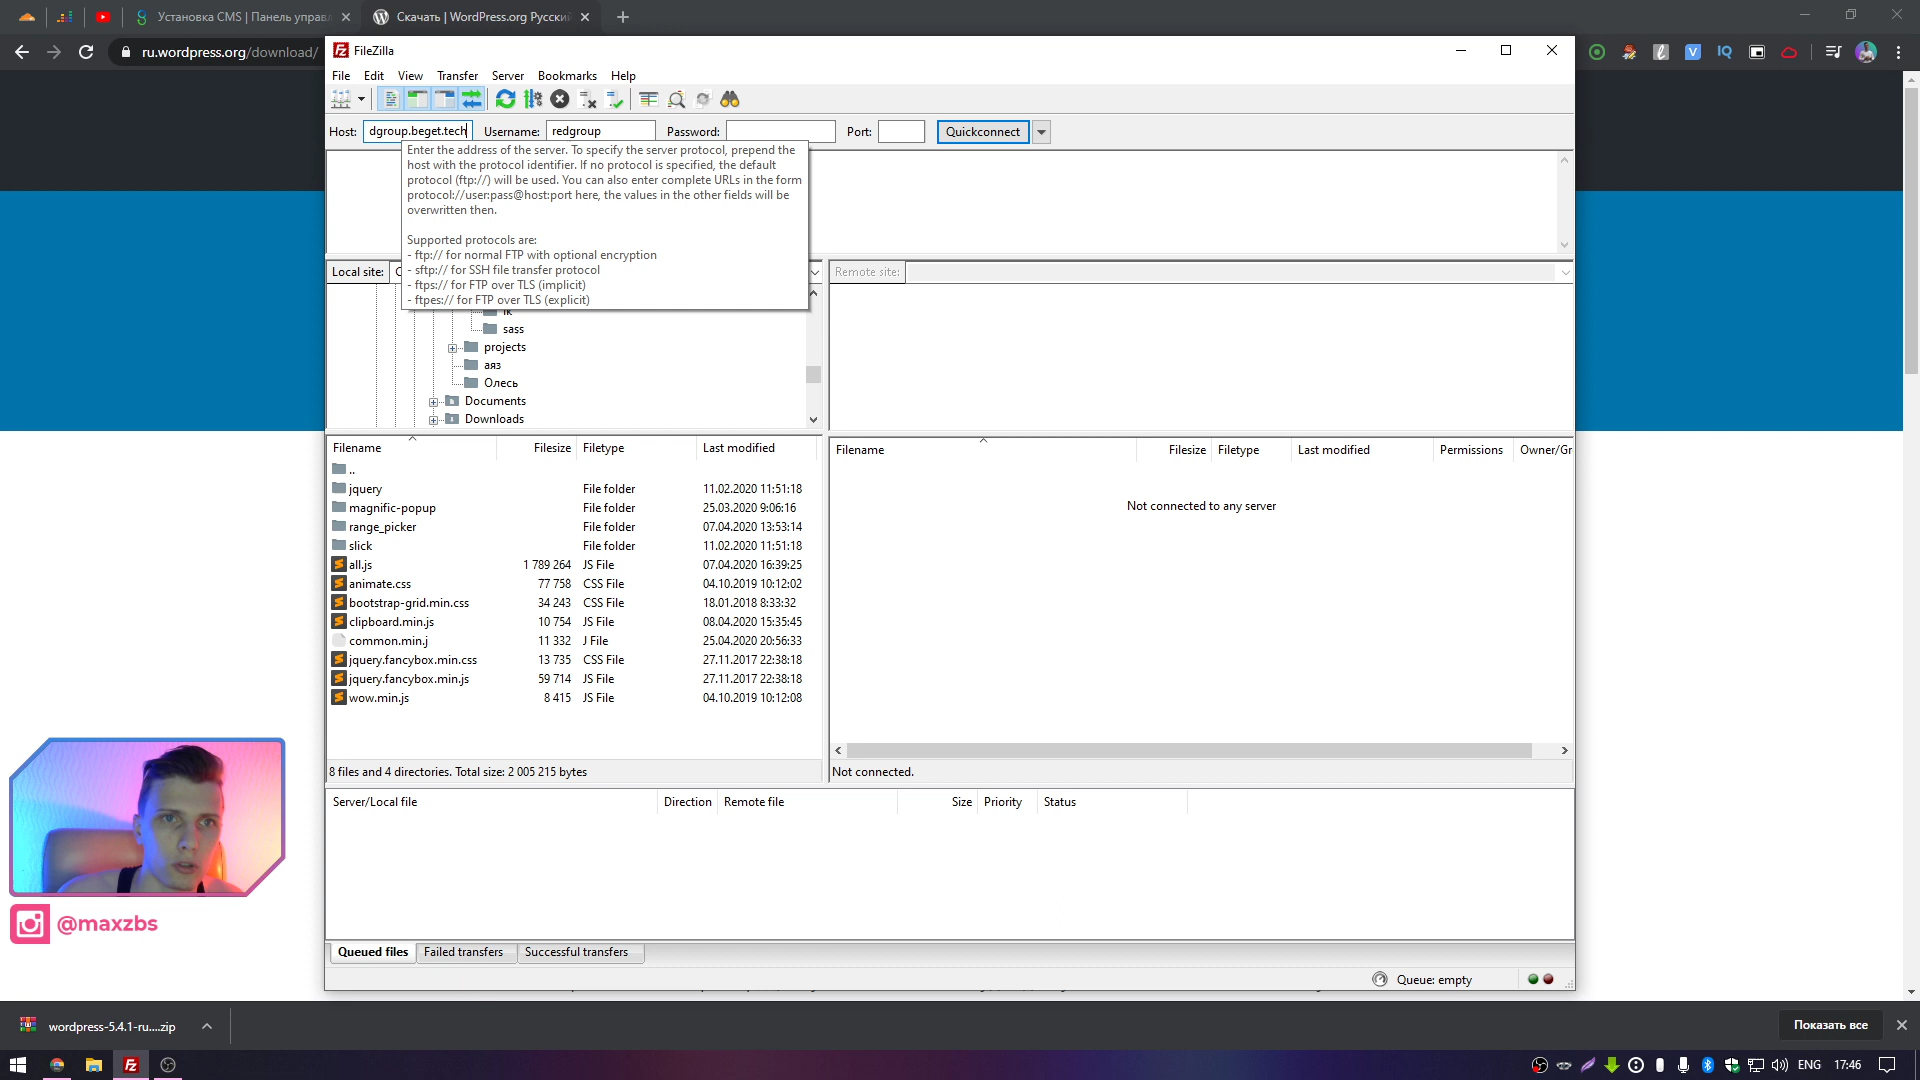 Установка CMS | Панель управл
Скачать | WordPress.org Русский
ru.wordpress.org/download/
FileZilla
File Edit View Transfer Server Bookmarks Help
Host: dgroup.beget.tech Username: redgroup Password: Port: Quickconnect
Enter the address of the server. To specify the server protocol, prepend the
host with the protocol identifier. If no protocol is specified, the default
protocol (ftp://) will be used. You can also enter complete URLs in the form
protocol://user:pass@host:port here, the values in the other fields will be
overwritten then.
Supported protocols are:
- ftp:// for normal FTP with optional encryption
- sftp:// for SSH file transfer protocol
- ftps:// for FTP over TLS (implicit)
- ftpes:// for FTP over TLS (explicit)
Local site: C
Remote site:
sass
projects
аяз
Олесь
Documents
Downloads
Filename Filesize Filetype Last modified
..
jquery File folder 11.02.2020 11:51:18
magnific-popup File folder 25.03.2020 9:06:16
range_picker File folder 07.04.2020 13:53:14
slick File folder 11.02.2020 11:51:18
all.js 1 789 264 JS File 07.04.2020 16:39:25
animate.css 77 758 CSS File 04.10.2019 10:12:02
bootstrap-grid.min.css 34 243 CSS File 18.01.2018 8:33:32
clipboard.min.js 10 754 JS File 08.04.2020 15:35:45
common.min.j 11 332 J File 25.04.2020 20:56:33
jquery.fancybox.min.css 13 735 CSS File 27.11.2017 22:38:18
jquery.fancybox.min.js 59 714 JS File 27.11.2017 22:38:18
wow.min.js 8 415 JS File 04.10.2019 10:12:08
8 files and 4 directories. Total size: 2 005 215 bytes
Filename Filesize Filetype Last modified Permissions Owner/Gr
Not connected to any server
Not connected.
Server/Local file Direction Remote file Size Priority Status
@maxzbs
Queued files Failed transfers Successful transfers
Queue: empty
wordpress-5.4.1-ru....zip
Показать все
ENG 17:46